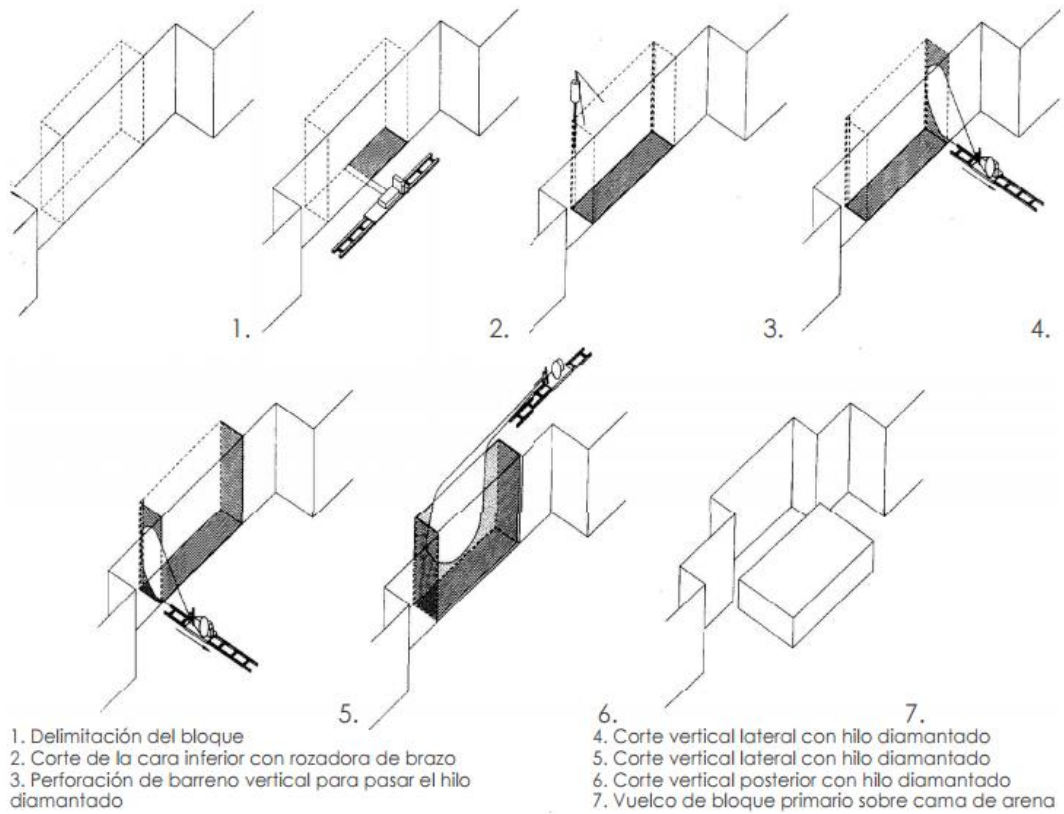 1.
2.
3.
4.
5.
6.
7.
1. Delimitación del bloque
2. Corte de la cara inferior con rozadora de brazo
3. Perforación de barreno vertical para pasar el hilo
diamantado
4. Corte vertical lateral con hilo diamantado
5. Corte vertical lateral con hilo diamantado
6. Corte vertical posterior con hilo diamantado
7. Vuelco de bloque primario sobre cama de arena